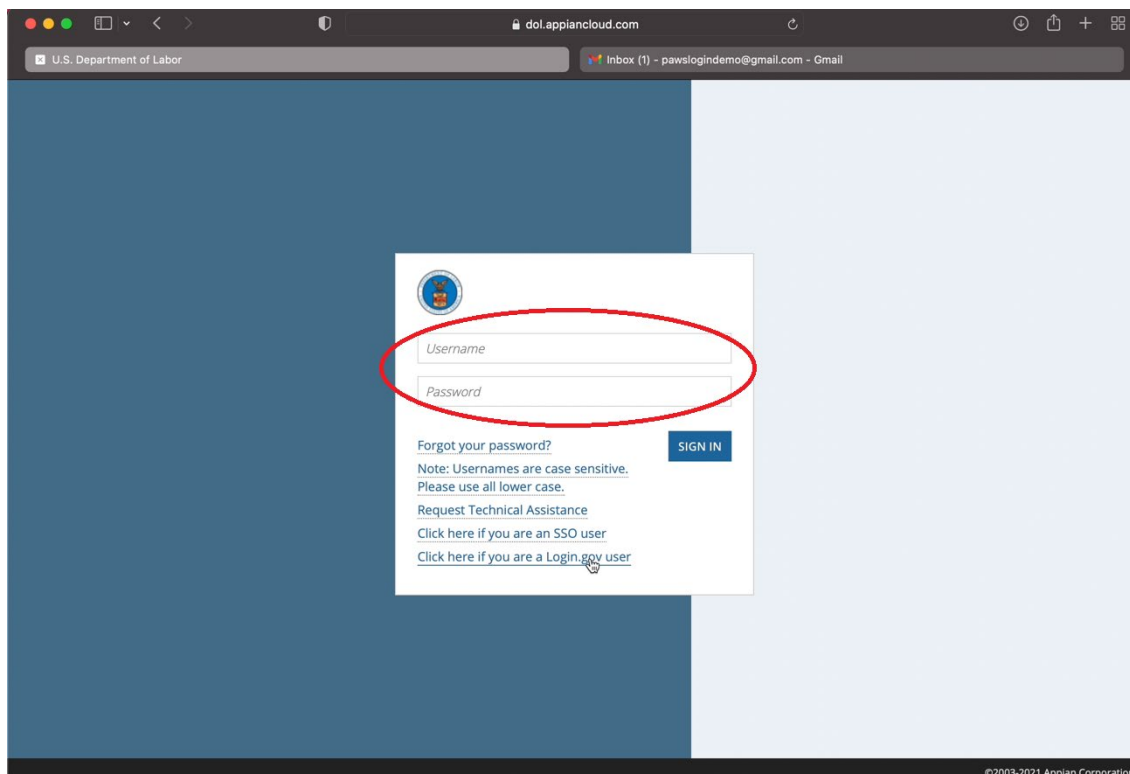 dol.appiancloud.com
U.S. Department of Labor
Inbox (1) - pawslogindemo@gmail.com - Gmail
Username
Password
Forgot your password?
SIGN IN
Note: Usernames are case sensitive.
Please use all lower case.
Request Technical Assistance
Click here if you are an SSO user
Click here if you are a Login.gov user
©2003-2021 Appian Corporation